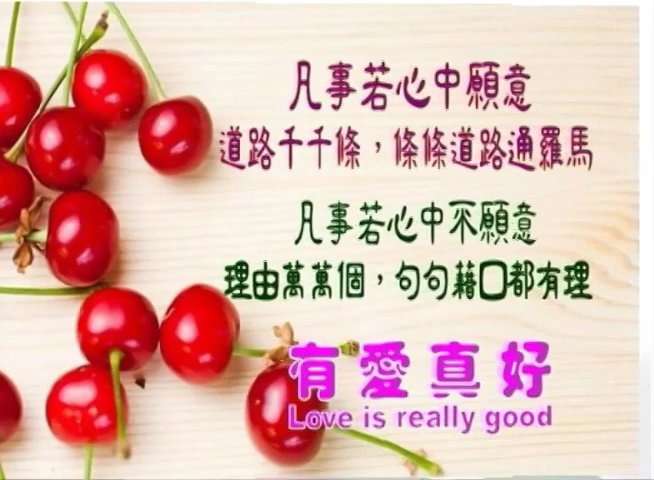 凡事若心中願意
道路千千條，條條道路通羅馬
凡事若心中不願意
理由萬萬個，句句藉口都有理
有愛真好
Love is really good